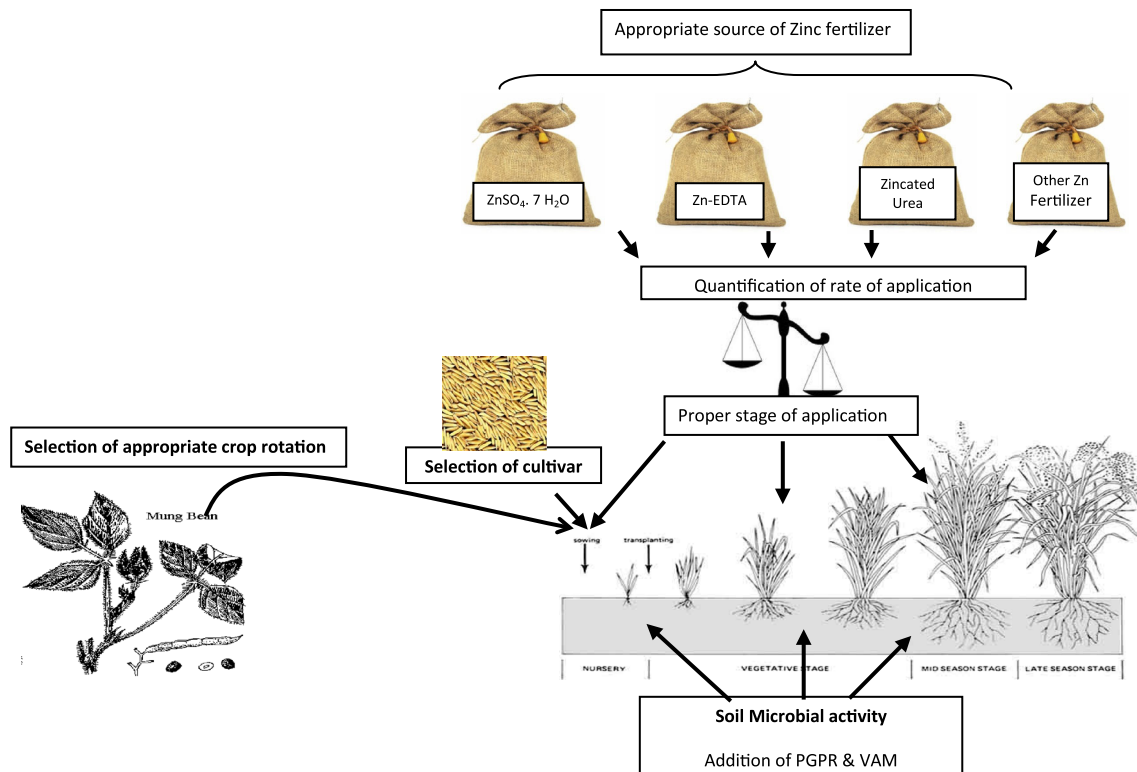 Appropriate source of Zinc fertilizer
ZnSO₄. 7 H₂O
Zn-EDTA
Zincated
Urea
Other Zn
Fertilizer
Quantification of rate of application
Proper stage of application
Selection of appropriate crop rotation
Selection of cultivar
Mung Bean
sowing
transplanting
NURSERY
VEGETATIVE STAGE
MID SEASON STAGE
LATE SEASON STAGE
Soil Microbial activity
Addition of PGPR & VAM